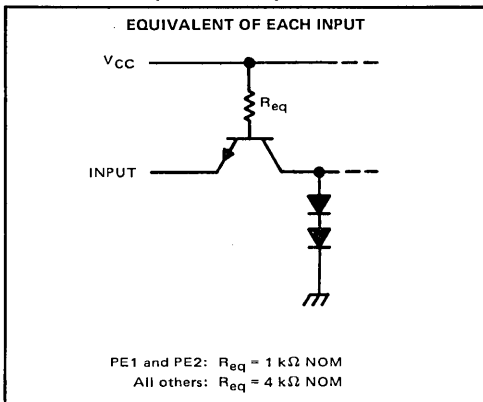 EQUIVALENT OF EACH INPUT
VCC
Req
INPUT
PE1 and PE2: Req = 1 kΩ NOM
All others: Req = 4 kΩ NOM